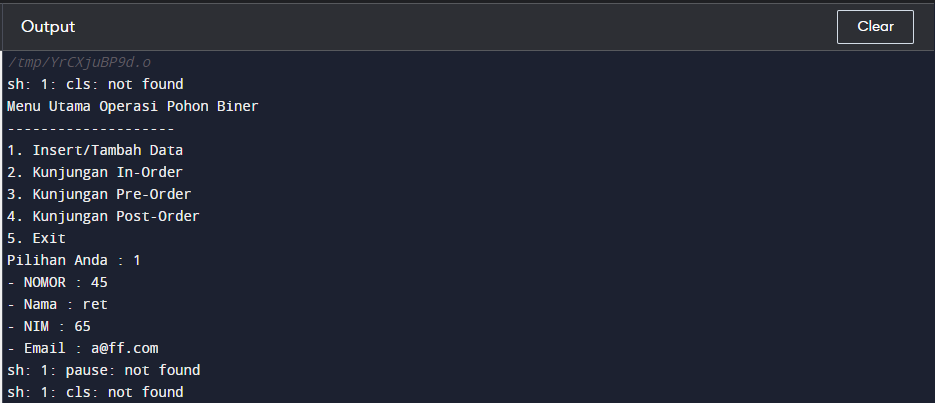 Output
Clear
/tmp/YrCXjuBP9d.o
sh: 1: cls: not found
Menu Utama Operasi Pohon Biner
--------------------
1. Insert/Tambah Data
2. Kunjungan In-Order
3. Kunjungan Pre-Order
4. Kunjungan Post-Order
5. Exit
Pilihan Anda : 1
- NOMOR : 45
- Nama : ret
- NIM : 65
- Email : a@ff.com
sh: 1: pause: not found
sh: 1: cls: not found